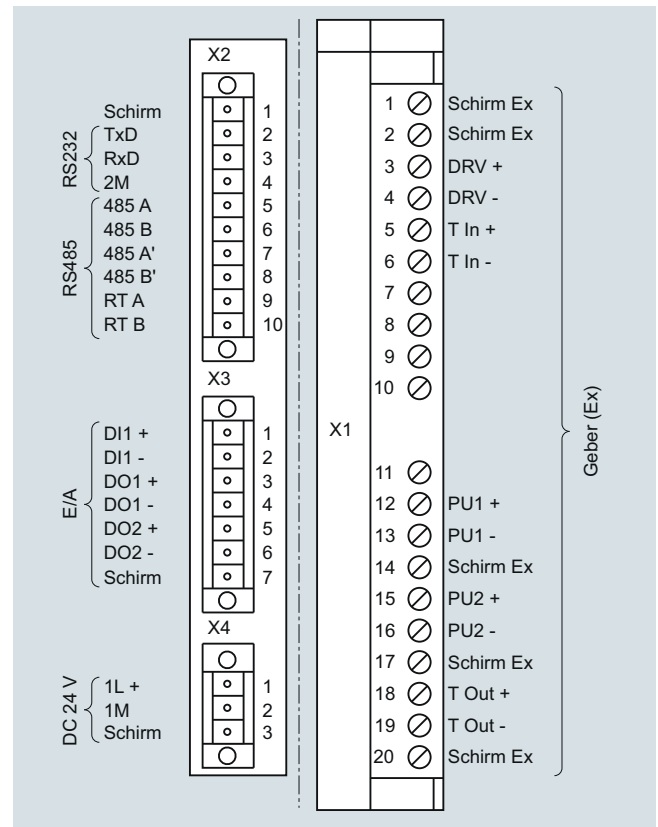 X2
Schirm 1
RS232
TxD 2
RxD 3
2M 4
RS485
485 A 5
485 B 6
485 A' 7
485 B' 8
RT A 9
RT B 10
X3
E/A
DI1 + 1
DI1 - 2
DO1 + 3
DO1 - 4
DO2 + 5
DO2 - 6
Schirm 7
X4
DC 24 V
1L + 1
1M 2
Schirm 3
X1
1 Schirm Ex
2 Schirm Ex
3 DRV +
4 DRV -
5 T In +
6 T In -
7
8
9
10
11
12 PU1 +
13 PU1 -
14 Schirm Ex
15 PU2 +
16 PU2 -
17 Schirm Ex
18 T Out +
19 T Out -
20 Schirm Ex
Geber (Ex)